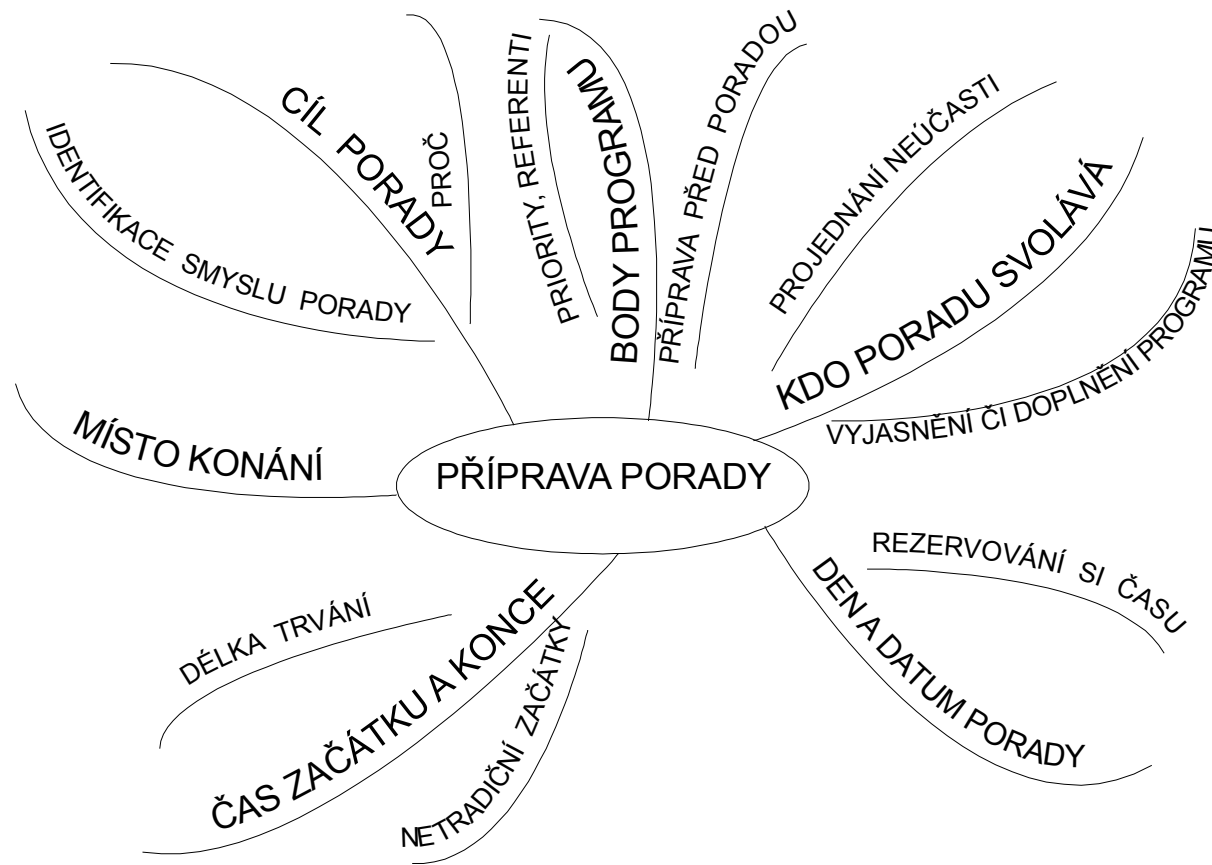 PŘÍPRAVA PORADY
CÍL PORADY
IDENTIFIKACE SMYSLU PORADY
PROČ
BODY PROGRAMU
PRIORITY, REFERENTI
PŘÍPRAVA PŘED PORADOU
KDO PORADU SVOLÁVÁ
PROJEDNÁNÍ NEÚČASTI
VYJASNĚNÍ ČI DOPLNĚNÍ PROGRAMU
DEN A DATUM PORADY
REZERVOVÁNÍ SI ČASU
ČAS ZAČÁTKU A KONCE
DÉLKA TRVÁNÍ
NETRADIČNÍ ZAČÁTKY
MÍSTO KONÁNÍ